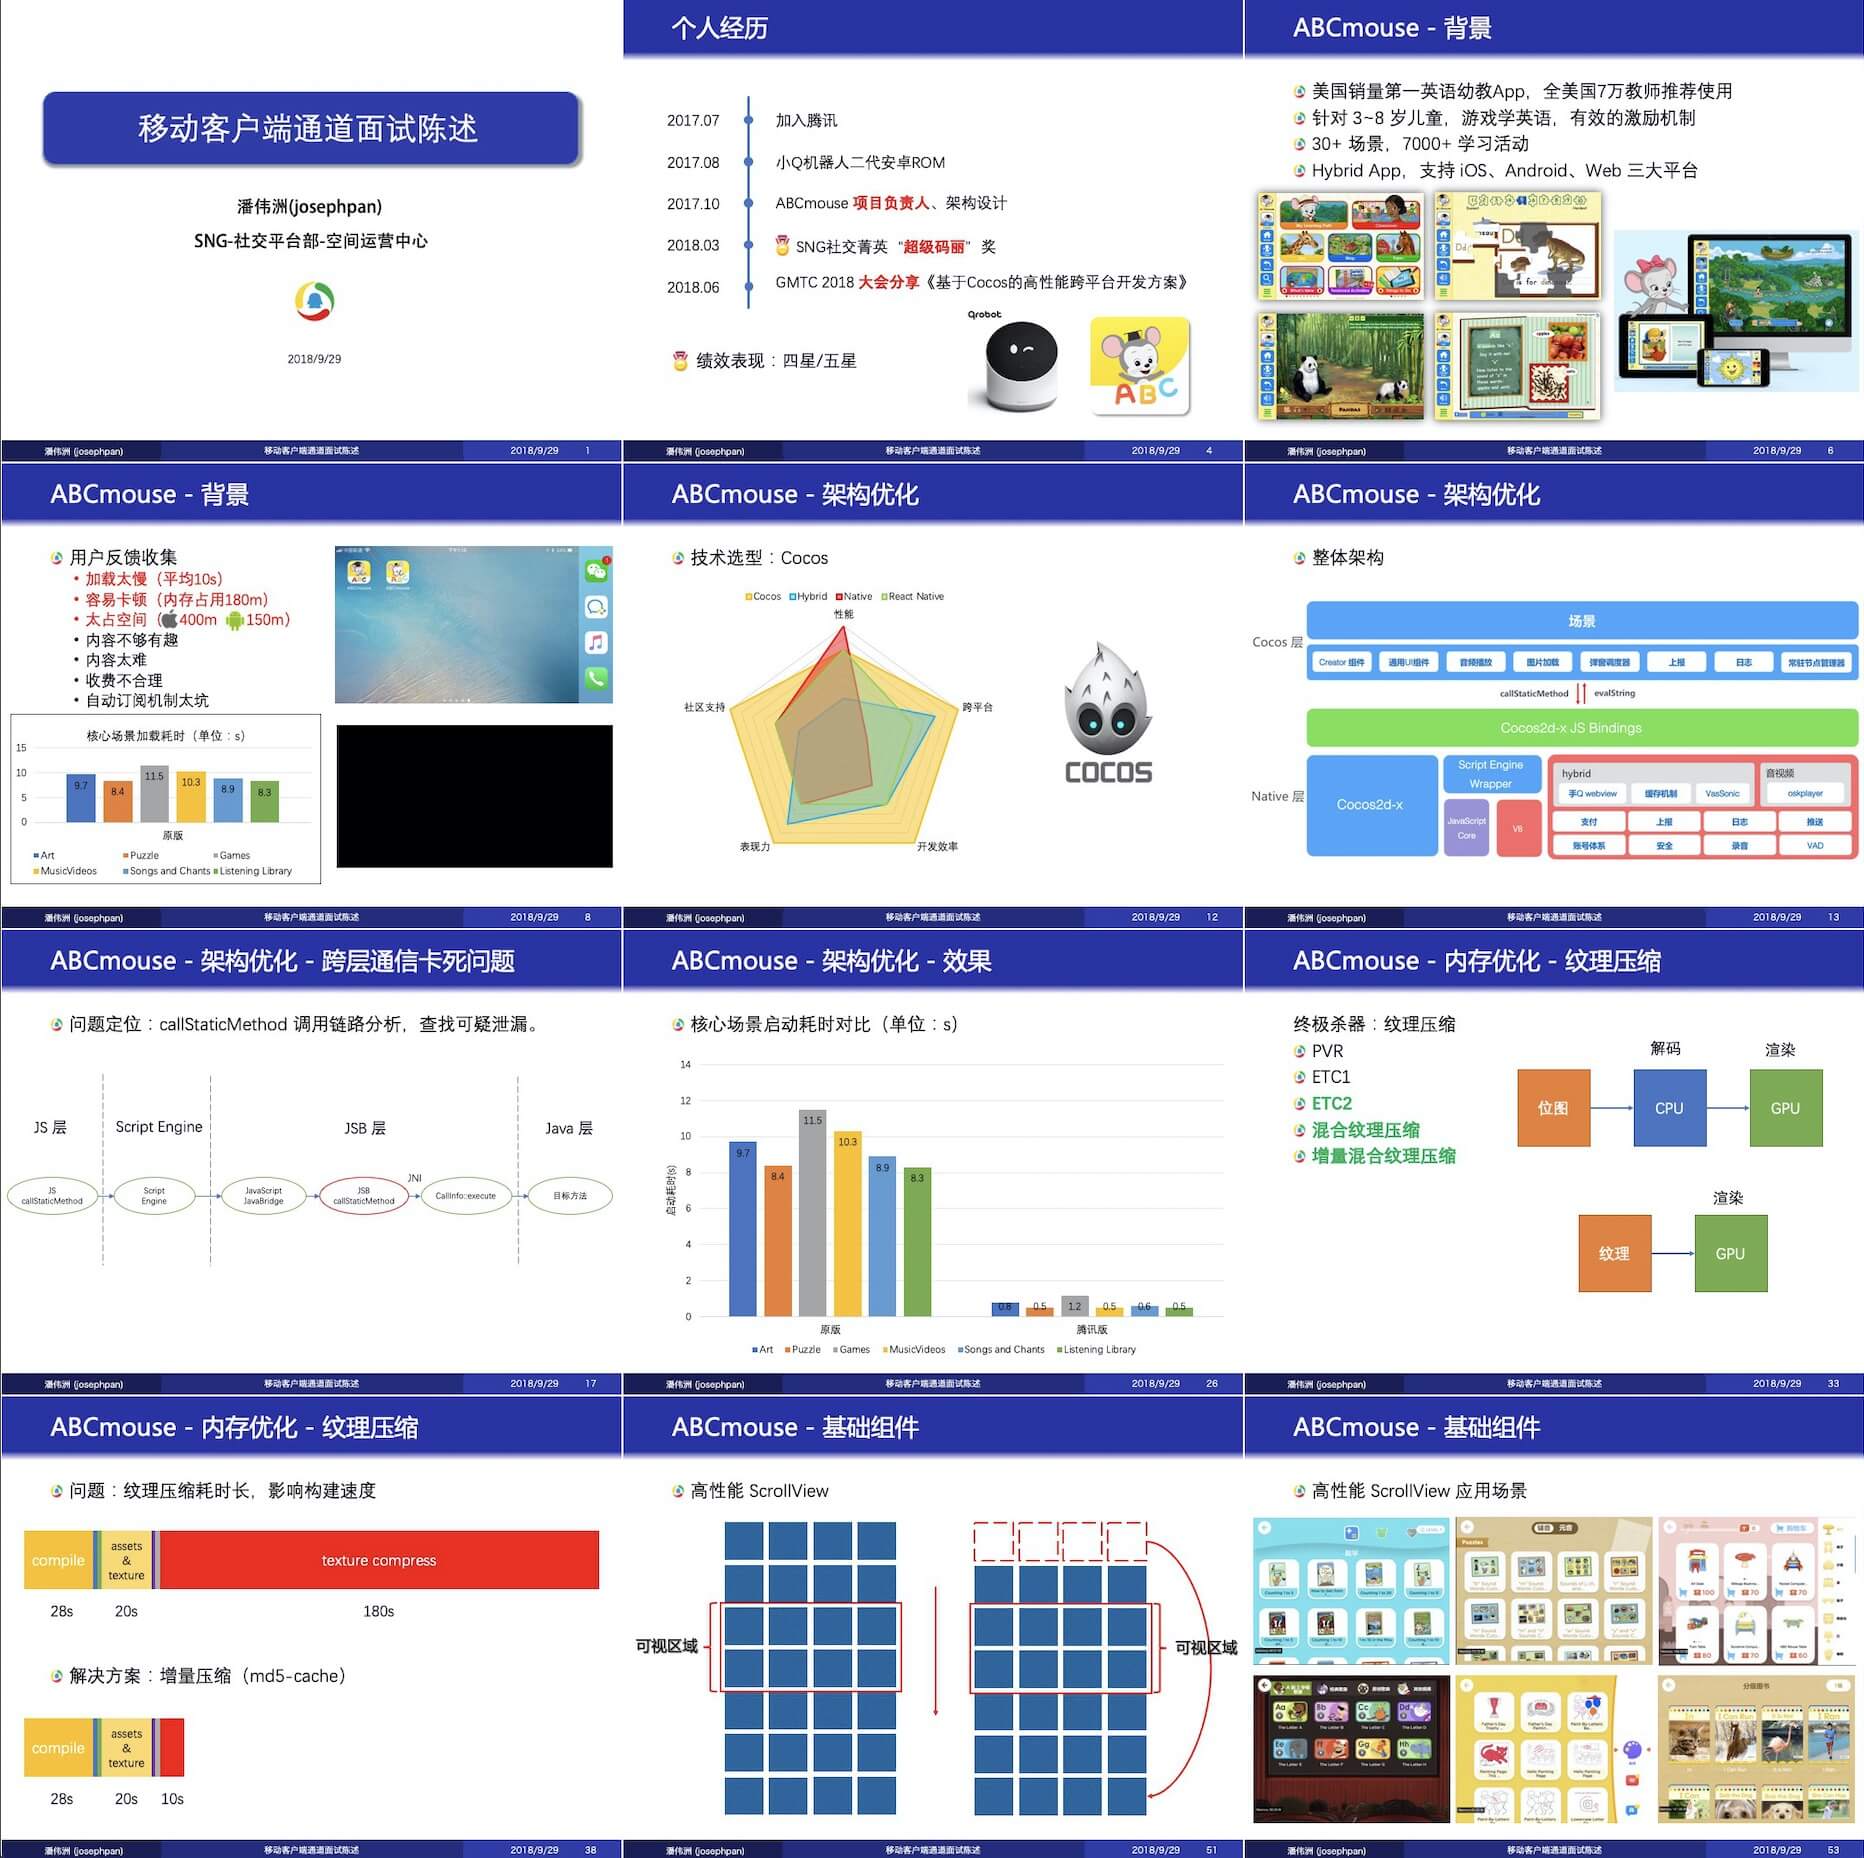 移动客户端通道面试陈述
潘伟洲(josephpan)
SNG-社交平台部-空间运营中心
2018/9/29
潘伟洲 (josephpan) 移动客户端通道面试陈述 2018/9/29 1
个人经历
2017.07 加入腾讯
2017.08 小Q机器人二代安卓ROM
2017.10 ABCmouse 项目负责人、架构设计
2018.03 SNG社交菁英 “超级码丽” 奖
2018.06 GMTC 2018 大会分享《基于Cocos的高性能跨平台开发方案》
绩效表现：四星/五星
Qrobot
ABC
潘伟洲 (josephpan) 移动客户端通道面试陈述 2018/9/29 4
ABCmouse - 背景
美国销量第一英语幼教App，全美国7万教师推荐使用
针对 3~8 岁儿童，游戏学英语，有效的激励机制
30+ 场景，7000+ 学习活动
Hybrid App，支持 iOS、Android、Web 三大平台
潘伟洲 (josephpan) 移动客户端通道面试陈述 2018/9/29 6
ABCmouse - 背景
用户反馈收集
• 加载太慢（平均10s）
• 容易卡顿（内存占用180m）
• 太占空间（400m 150m）
• 内容不够有趣
• 内容太难
• 收费不合理
• 自动订阅机制太坑
核心场景加载耗时（单位：s）
15
10
5
0
9.7 8.4 11.5 10.3 8.9 8.3
原版
Art Puzzle Games
MusicVideos Songs and Chants Listening Library
潘伟洲 (josephpan) 移动客户端通道面试陈述 2018/9/29 8
ABCmouse - 架构优化
技术选型：Cocos
Cocos Hybrid Native React Native
性能
社区支持 跨平台
表现力 开发效率
COCOS
潘伟洲 (josephpan) 移动客户端通道面试陈述 2018/9/29 12
ABCmouse - 架构优化
整体架构
Cocos 层
场景
Creator 组件 通用UI组件 音频播放 图片加载 弹窗调度器 上报 日志 常驻节点管理器
callStaticMethod evalString
Cocos2d-x JS Bindings
Native 层
Cocos2d-x
Script Engine Wrapper
JavaScript Core
V8
hybrid 音视频
手Q webview 缓存机制 VasSonic oskplayer
支付 上报 日志 推送
账号体系 安全 录音 VAD
潘伟洲 (josephpan) 移动客户端通道面试陈述 2018/9/29 13
ABCmouse - 架构优化 - 跨层通信卡死问题
问题定位：callStaticMethod 调用链路分析，查找可疑泄漏。
JS 层 Script Engine JSB 层 Java 层
JNI
JS callStaticMethod
Script Engine
JavaScript JavaBridge
JSB callStaticMethod
CallInfo::execute
目标方法
潘伟洲 (josephpan) 移动客户端通道面试陈述 2018/9/29 17
ABCmouse - 架构优化 - 效果
核心场景启动耗时对比（单位：s）
启动耗时(s)
14
12
10
8
6
4
2
0
9.7 8.4 11.5 10.3 8.9 8.3
0.8 0.5 1.2 0.5 0.6 0.5
原版 腾讯版
Art Puzzle Games MusicVideos Songs and Chants Listening Library
潘伟洲 (josephpan) 移动客户端通道面试陈述 2018/9/29 26
ABCmouse - 内存优化 - 纹理压缩
终极杀器：纹理压缩
PVR
ETC1
ETC2
混合纹理压缩
增量混合纹理压缩
解码 渲染
位图 CPU GPU
渲染
纹理 GPU
潘伟洲 (josephpan) 移动客户端通道面试陈述 2018/9/29 33
ABCmouse - 内存优化 - 纹理压缩
问题：纹理压缩耗时长，影响构建速度
compile assets & texture texture compress
28s 20s 180s
解决方案：增量压缩（md5-cache）
compile assets & texture
28s 20s 10s
潘伟洲 (josephpan) 移动客户端通道面试陈述 2018/9/29 38
ABCmouse - 基础组件
高性能 ScrollView
可视区域 可视区域
潘伟洲 (josephpan) 移动客户端通道面试陈述 2018/9/29 51
ABCmouse - 基础组件
高性能 ScrollView 应用场景
潘伟洲 (josephpan) 移动客户端通道面试陈述 2018/9/29 53